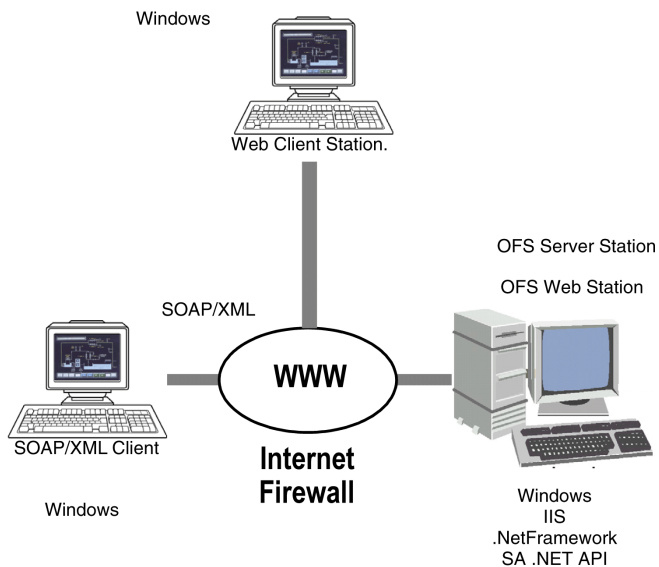 Windows
Web Client Station.
OFS Server Station
OFS Web Station
SOAP/XML
WWW
SOAP/XML Client
Internet
Firewall
Windows
Windows
IIS
.NetFramework
SA .NET API